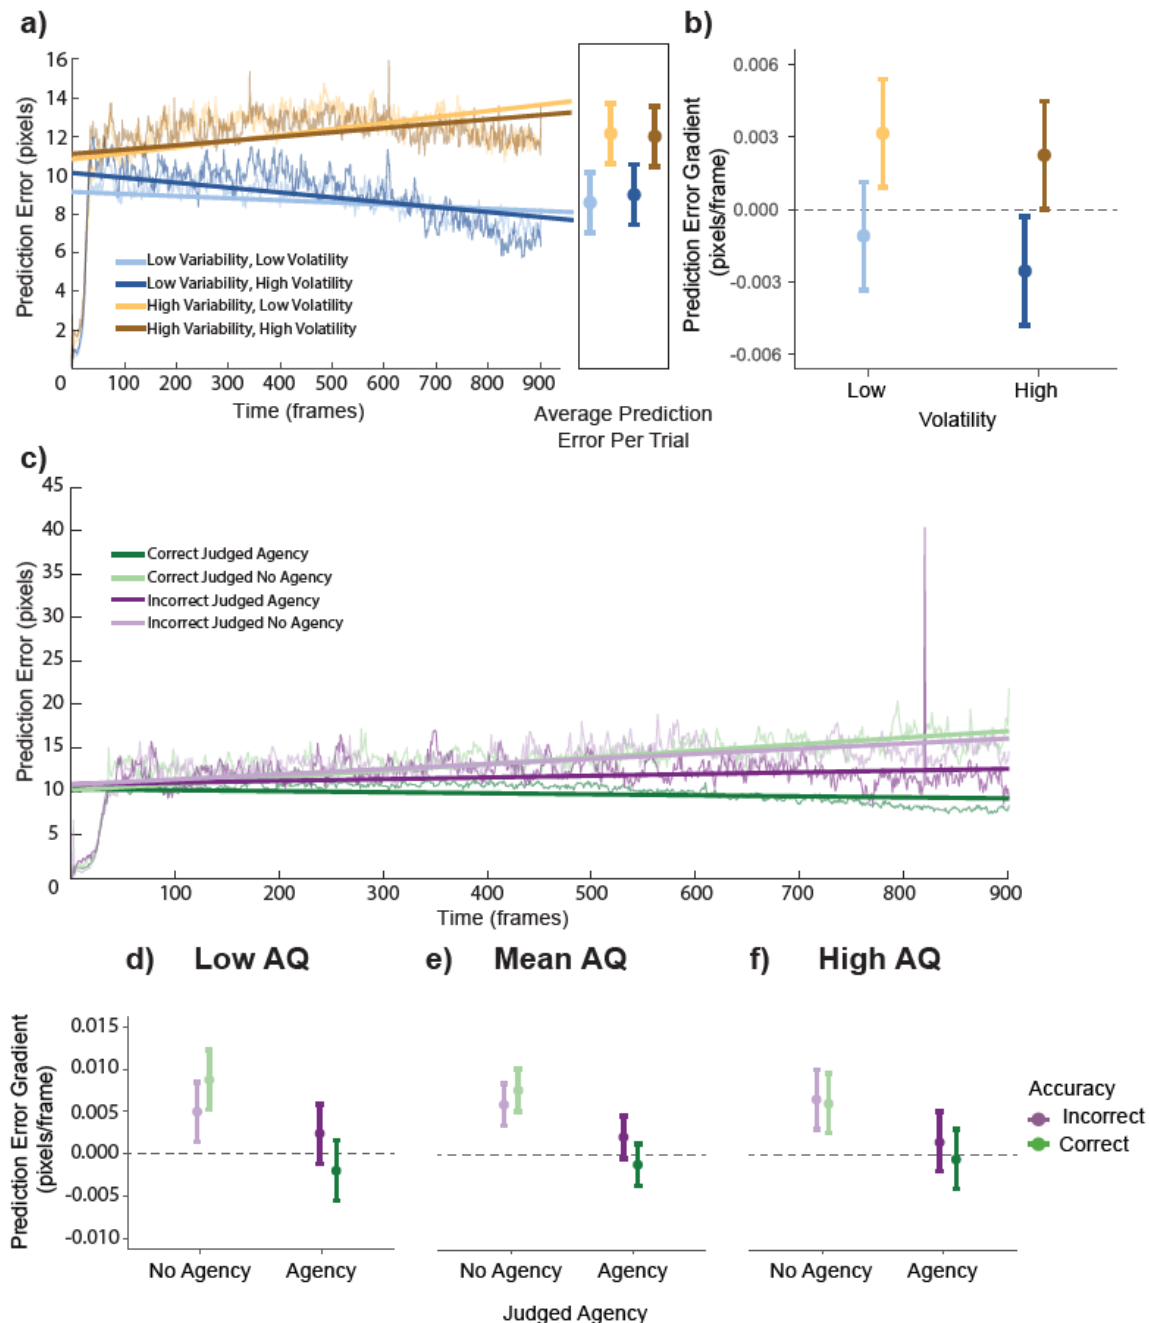 a)
b)
16
14
12
10
8
6
4
2
0
Prediction Error (pixels)
100 200 300 400 500 600 700 800 900
Time (frames)
Low Variability, Low Volatility
Low Variability, High Volatility
High Variability, Low Volatility
High Variability, High Volatility
Average Prediction
Error Per Trial
Prediction Error Gradient
(pixels/frame)
0.006
0.003
0.000
-0.003
-0.006
Low High
Volatility
c)
45
40
35
30
25
20
15
10
5
0
Prediction Error (pixels)
Correct Judged Agency
Correct Judged No Agency
Incorrect Judged Agency
Incorrect Judged No Agency
100 200 300 400 500 600 700 800 900
Time (frames)
d) Low AQ
e) Mean AQ
f) High AQ
Prediction Error Gradient
(pixels/frame)
0.015
0.010
0.005
0.000
-0.005
-0.010
No Agency Agency
No Agency Agency
No Agency Agency
Judged Agency
Accuracy
Incorrect
Correct